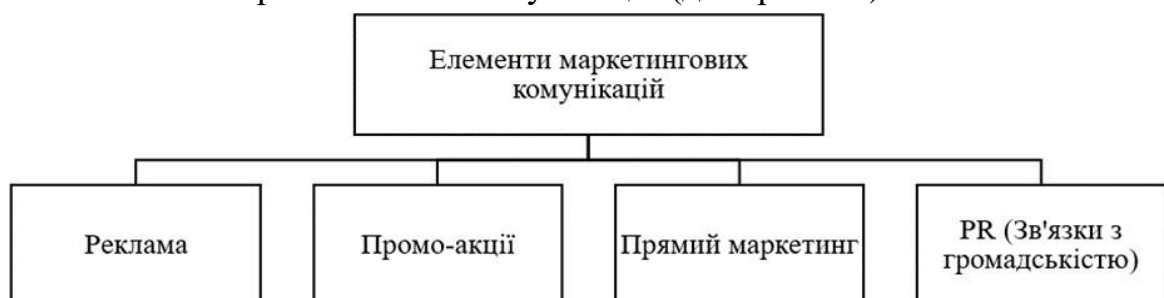 Елементи маркетингових
комунікацій
Реклама
Промо-акції
Прямий маркетинг
PR (Зв'язки з
громадськістю)